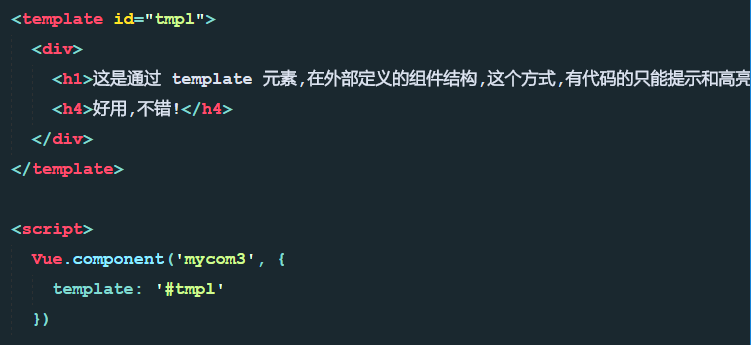 <template id="tmpl">
<div>
<h1>这是通过 template 元素,在外部定义的组件结构,这个方式,有代码的只能提示和高亮
<h4>好用,不错!</h4>
</div>
</template>
<script>
Vue.component('mycom3', {
template: '#tmpl'
})